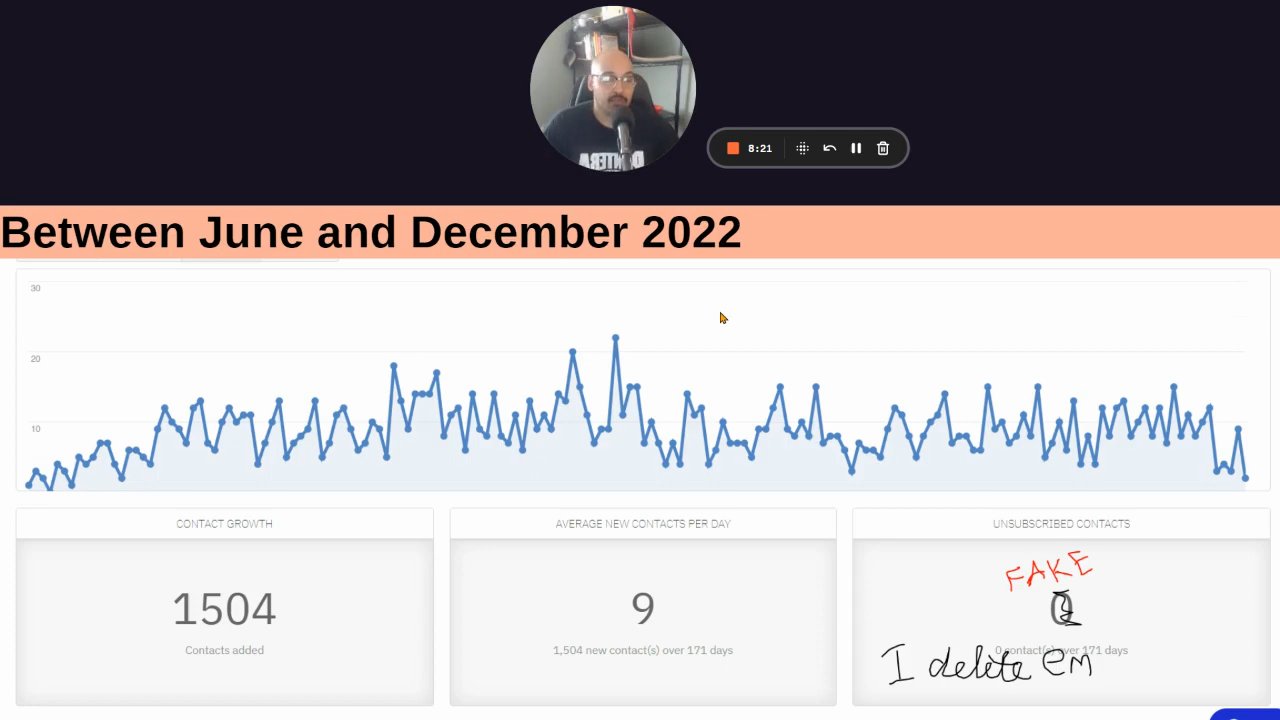 8:21
Between June and December 2022
30
20
10
CONTACT GROWTH
1504
Contacts added
AVERAGE NEW CONTACTS PER DAY
9
1,504 new contact(s) over 171 days
UNSUBSCRIBED CONTACTS
FAKE
0
0 contact(s) over 171 days
I delete em